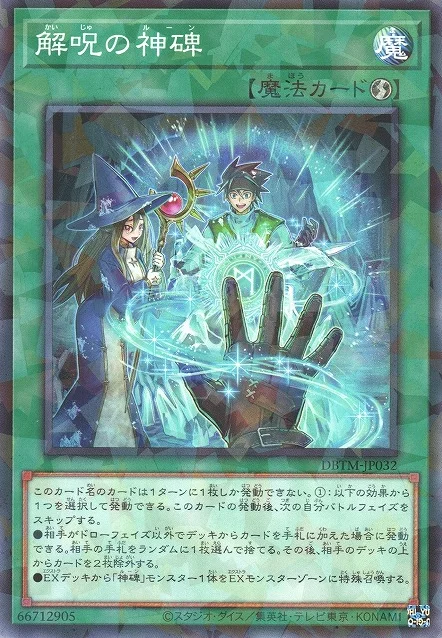 解呪の神碑
魔
【魔法カード】
DBTM-JP032
このカード名のカードは1ターンに1枚しか発動できない。①:以下の効果から
1つを選択して発動できる。このカードの発動後、次の自分バトルフェイズを
スキップする。
●相手がドローフェイズ以外でデッキからカードを手札に加えた場合に発動
できる。相手の手札をランダムに1枚選んで捨てる。その後、相手のデッキの上
からカードを2枚除外する。
●EXデッキから「神碑」モンスター1体をEXモンスターゾーンに特殊召喚する。
66712905
©スタジオ・ダイス/集英社・テレビ東京・KONAMI